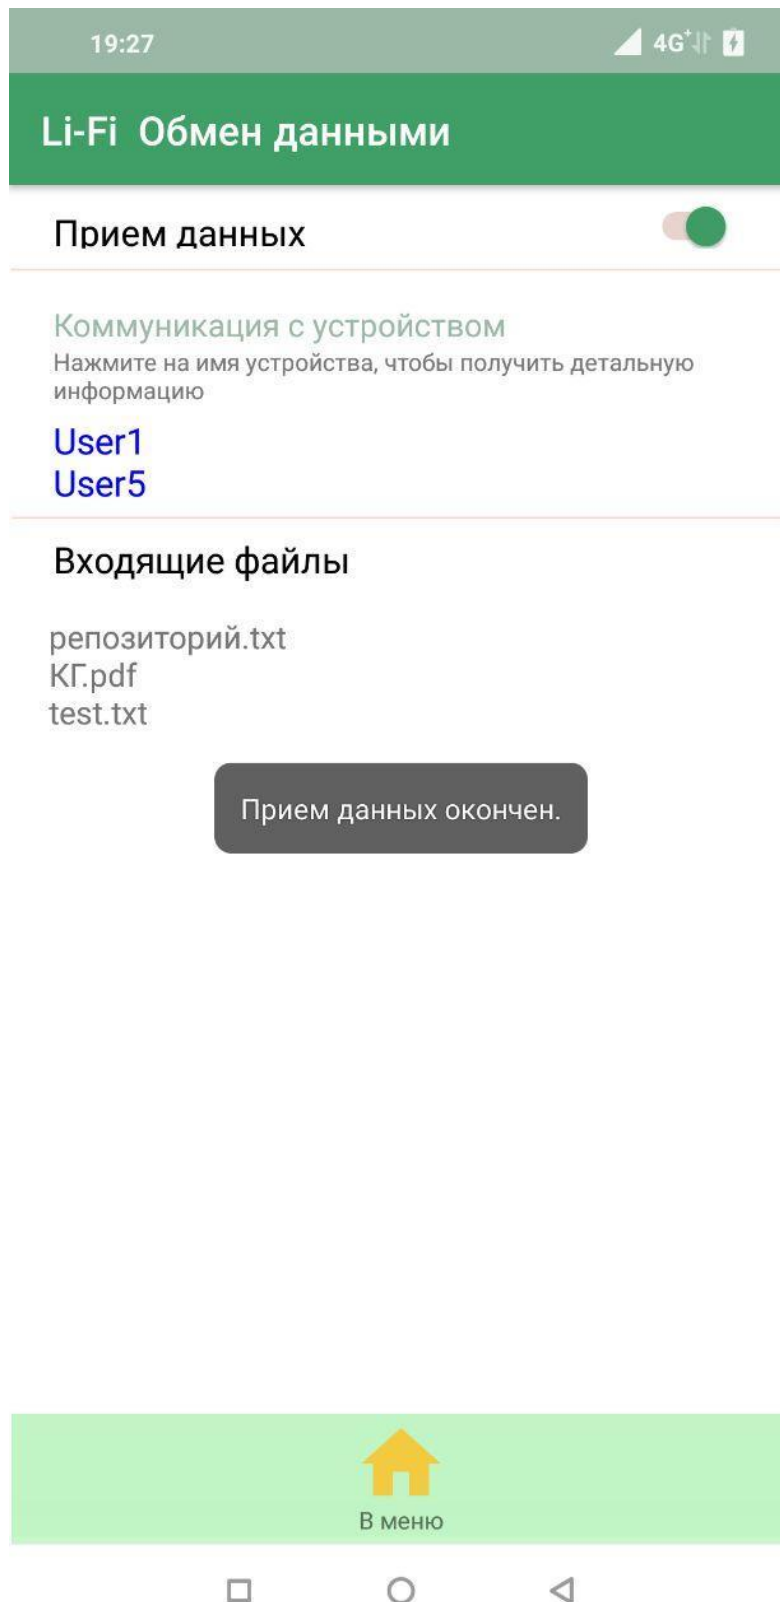 19:27 4G+
Li-Fi Обмен данными
Прием данных
Коммуникация с устройством
Нажмите на имя устройства, чтобы получить детальную
информацию
User1
User5
Входящие файлы
репозиторий.txt
КГ.pdf
test.txt
Прием данных окончен.
В меню